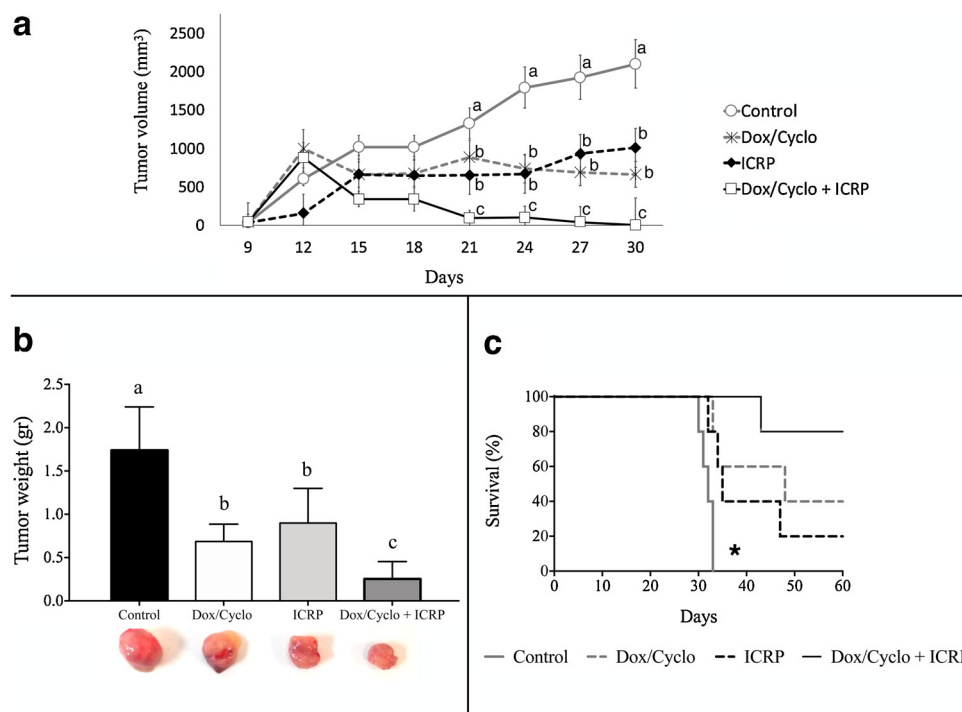 a
Tumor volume (mm³)
2500
2000
1500
1000
500
0
9 12 15 18 21 24 27 30
Days
a a a a
b b b b
b b b b
c c c c
Control
Dox/Cyclo
ICRP
Dox/Cyclo + ICRP
b
Tumor weight (gr)
2.5
2.0
1.5
1.0
0.5
0.0
a
b
b
c
Control Dox/Cyclo ICRP Dox/Cyclo + ICRP
c
Survival (%)
100
80
60
40
20
0
*
0 10 20 30 40 50 60
Days
Control Dox/Cyclo ICRP Dox/Cyclo + ICRP